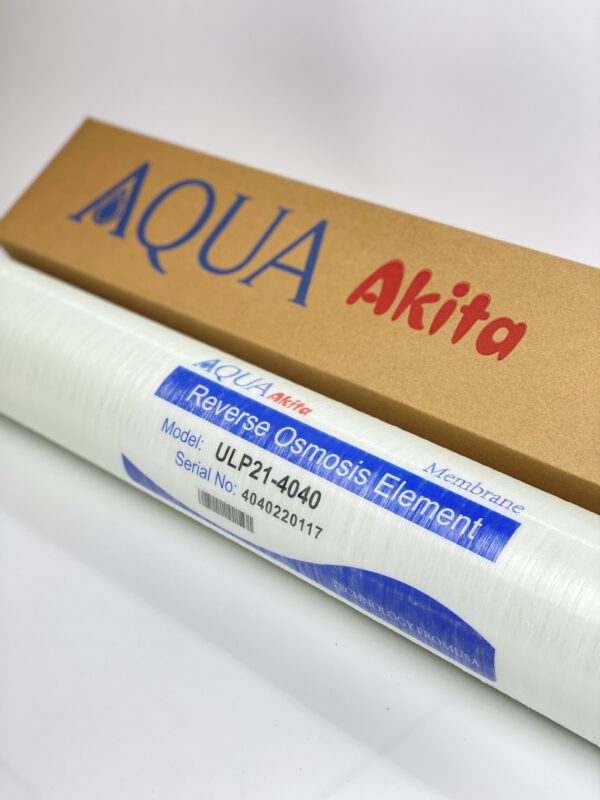 AQUA Akita
AQUA Akita
Membrane
Reverse Osmosis Element
Model: ULP21-4040
Serial No: 4040220117
TECHNOLOGY FROM USA